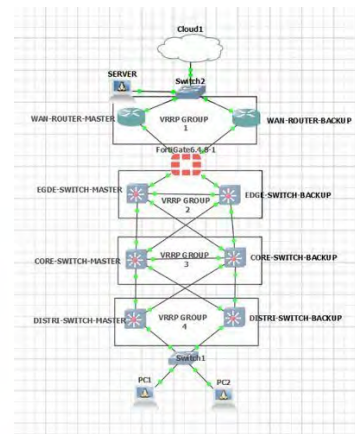 Cloud1
SERVER
Switch2
WAN-ROUTER-MASTER
VRRP GROUP
1
WAN-ROUTER-BACKUP
FortiGate6.4.8-1
EGDE-SWITCH-MASTER
VRRP GROUP
2
EDGE-SWITCH-BACKUP
CORE-SWITCH-MASTER
VRRP GROUP
3
CORE-SWITCH-BACKUP
DISTRI-SWITCH-MASTER
VRRP GROUP
4
DISTRI-SWITCH-BACKUP
Switch1
PC1
PC2